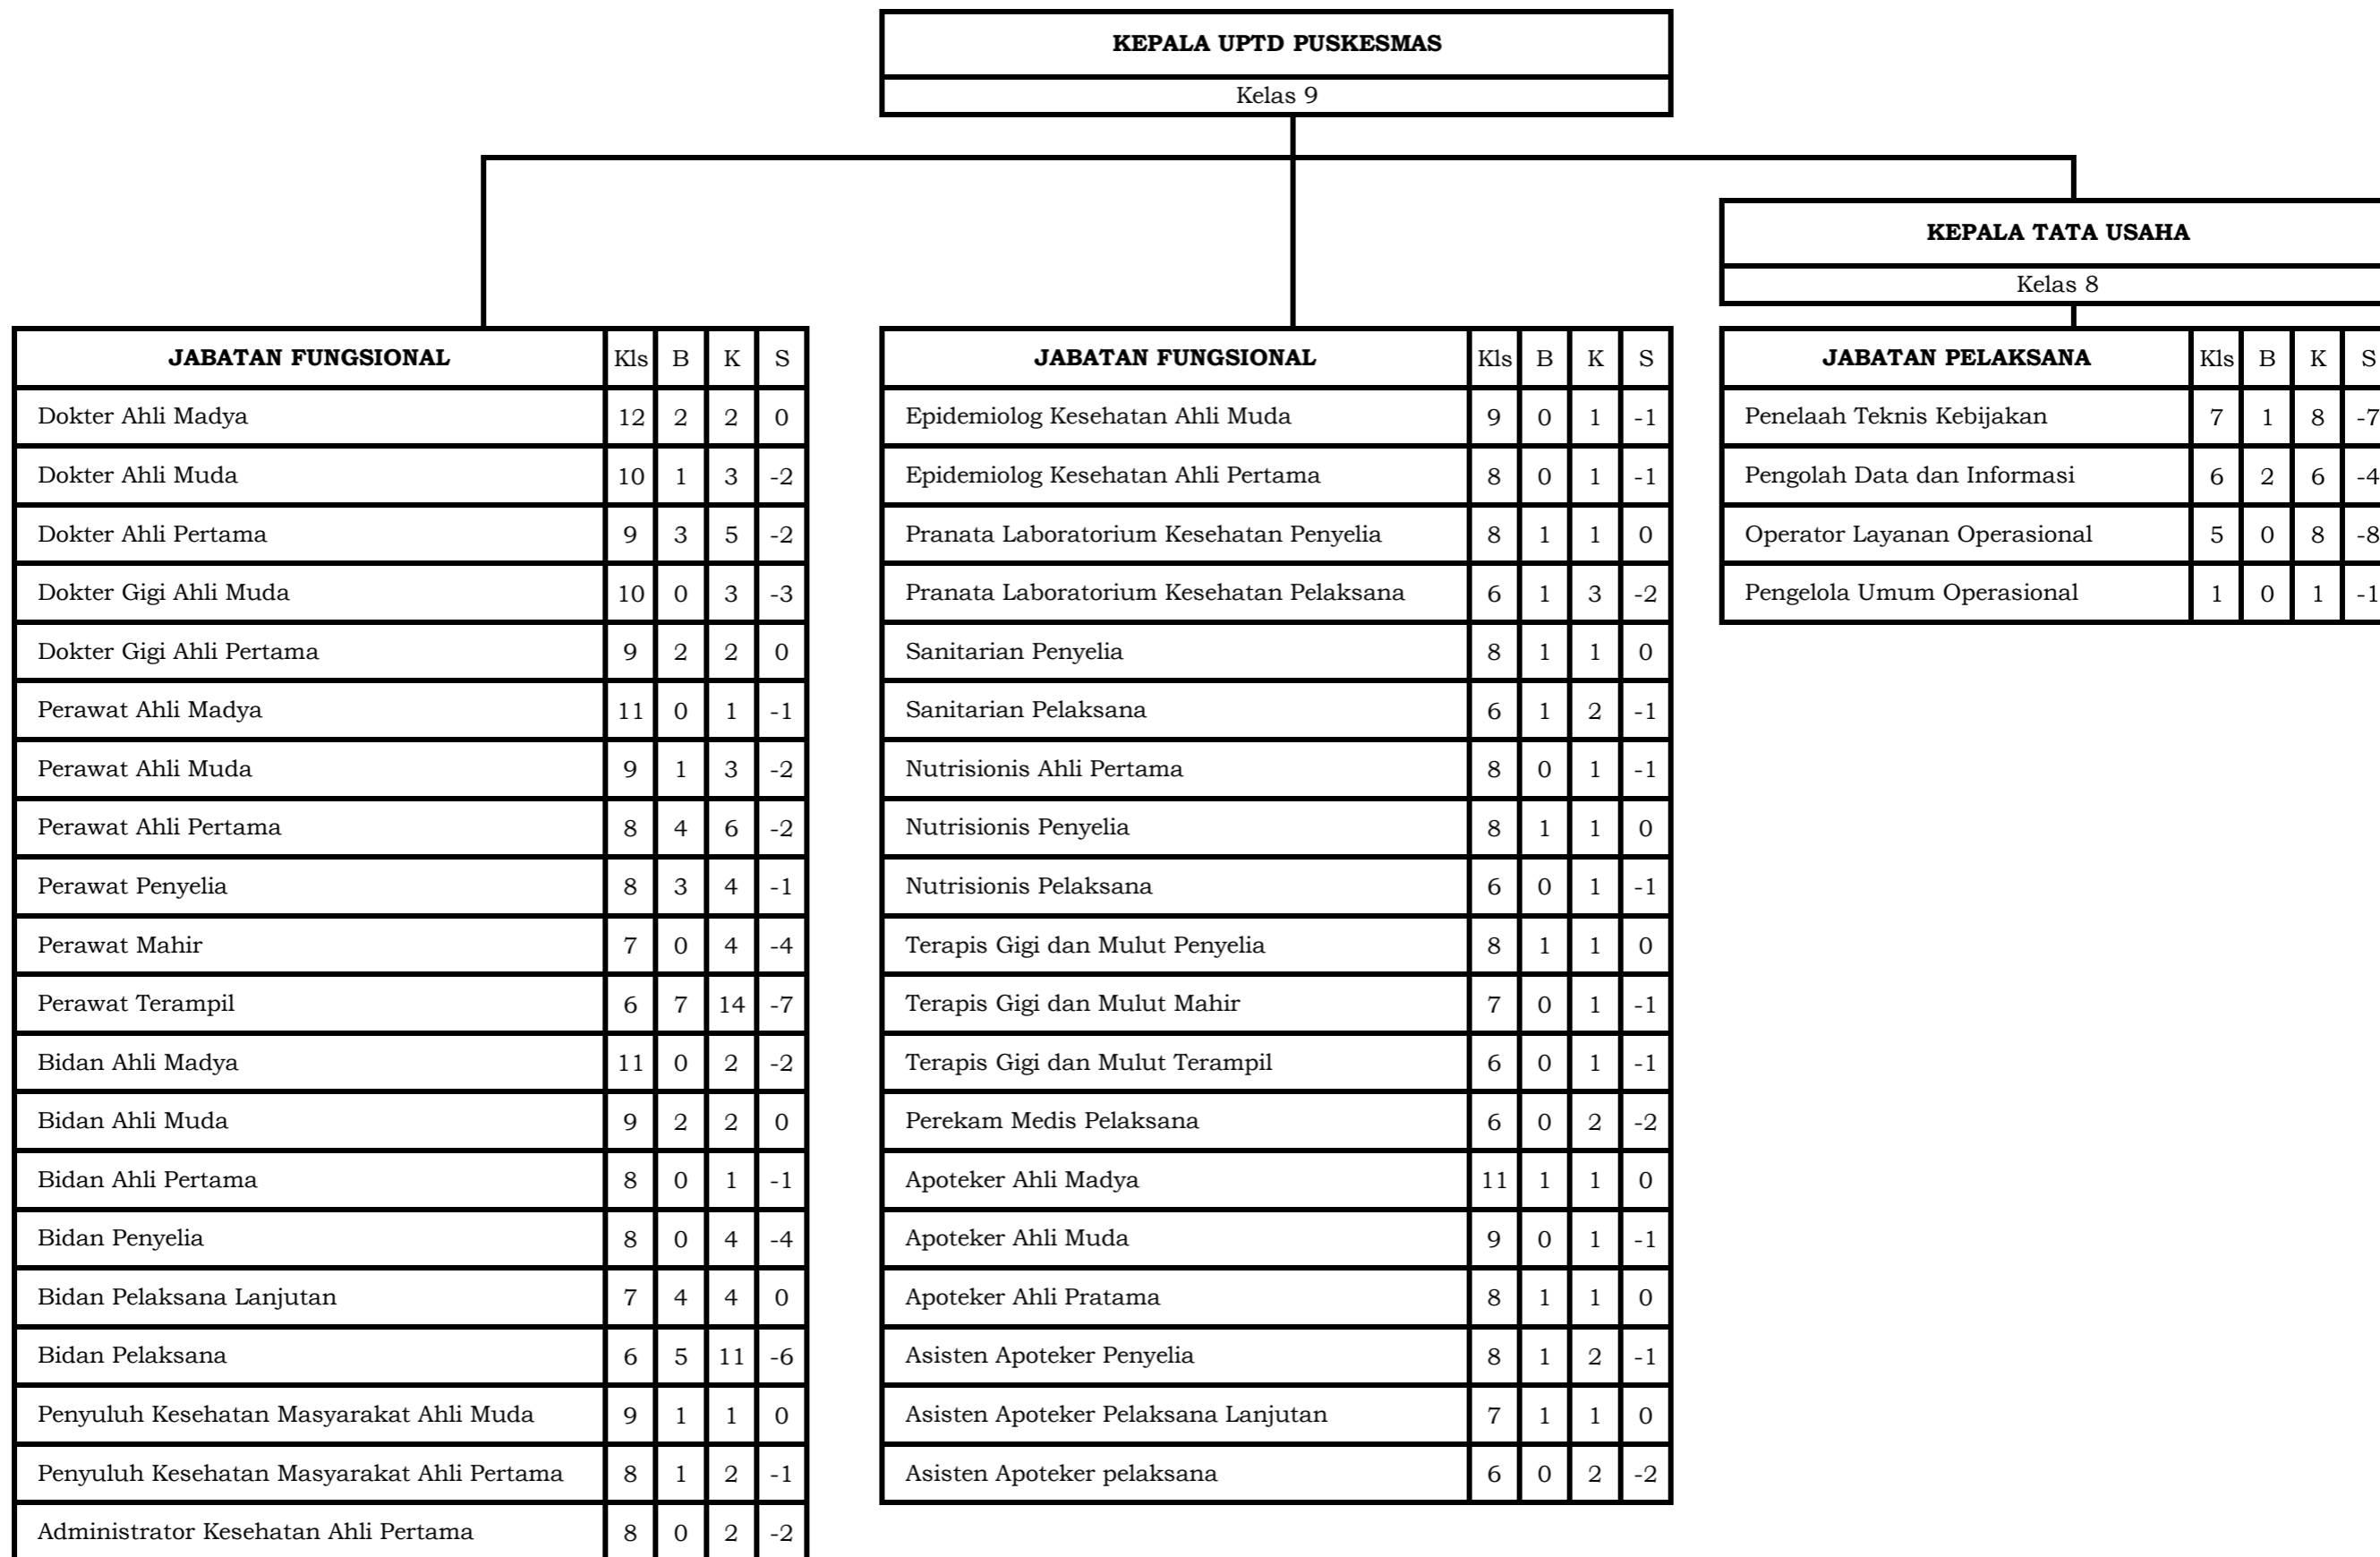 KEPALA UPTD PUSKESMAS
Kelas 9
KEPALA TATA USAHA
Kelas 8
JABATAN FUNGSIONAL Kls B K S
Dokter Ahli Madya 12 2 2 0
Dokter Ahli Muda 10 1 3 -2
Dokter Ahli Pertama 9 3 5 -2
Dokter Gigi Ahli Muda 10 0 3 -3
Dokter Gigi Ahli Pertama 9 2 2 0
Perawat Ahli Madya 11 0 1 -1
Perawat Ahli Muda 9 1 3 -2
Perawat Ahli Pertama 8 4 6 -2
Perawat Penyelia 8 3 4 -1
Perawat Mahir 7 0 4 -4
Perawat Terampil 6 7 14 -7
Bidan Ahli Madya 11 0 2 -2
Bidan Ahli Muda 9 2 2 0
Bidan Ahli Pertama 8 0 1 -1
Bidan Penyelia 8 0 4 -4
Bidan Pelaksana Lanjutan 7 4 4 0
Bidan Pelaksana 6 5 11 -6
Penyuluh Kesehatan Masyarakat Ahli Muda 9 1 1 0
Penyuluh Kesehatan Masyarakat Ahli Pertama 8 1 2 -1
Administrator Kesehatan Ahli Pertama 8 0 2 -2
JABATAN FUNGSIONAL Kls B K S
Epidemiolog Kesehatan Ahli Muda 9 0 1 -1
Epidemiolog Kesehatan Ahli Pertama 8 0 1 -1
Pranata Laboratorium Kesehatan Penyelia 8 1 1 0
Pranata Laboratorium Kesehatan Pelaksana 6 1 3 -2
Sanitarian Penyelia 8 1 1 0
Sanitarian Pelaksana 6 1 2 -1
Nutrisionis Ahli Pertama 8 0 1 -1
Nutrisionis Penyelia 8 1 1 0
Nutrisionis Pelaksana 6 0 1 -1
Terapis Gigi dan Mulut Penyelia 8 1 1 0
Terapis Gigi dan Mulut Mahir 7 0 1 -1
Terapis Gigi dan Mulut Terampil 6 0 1 -1
Perekam Medis Pelaksana 6 0 2 -2
Apoteker Ahli Madya 11 1 1 0
Apoteker Ahli Muda 9 0 1 -1
Apoteker Ahli Pratama 8 1 1 0
Asisten Apoteker Penyelia 8 1 2 -1
Asisten Apoteker Pelaksana Lanjutan 7 1 1 0
Asisten Apoteker pelaksana 6 0 2 -2
JABATAN PELAKSANA Kls B K S
Penelaah Teknis Kebijakan 7 1 8 -7
Pengolah Data dan Informasi 6 2 6 -4
Operator Layanan Operasional 5 0 8 -8
Pengelola Umum Operasional 1 0 1 -1